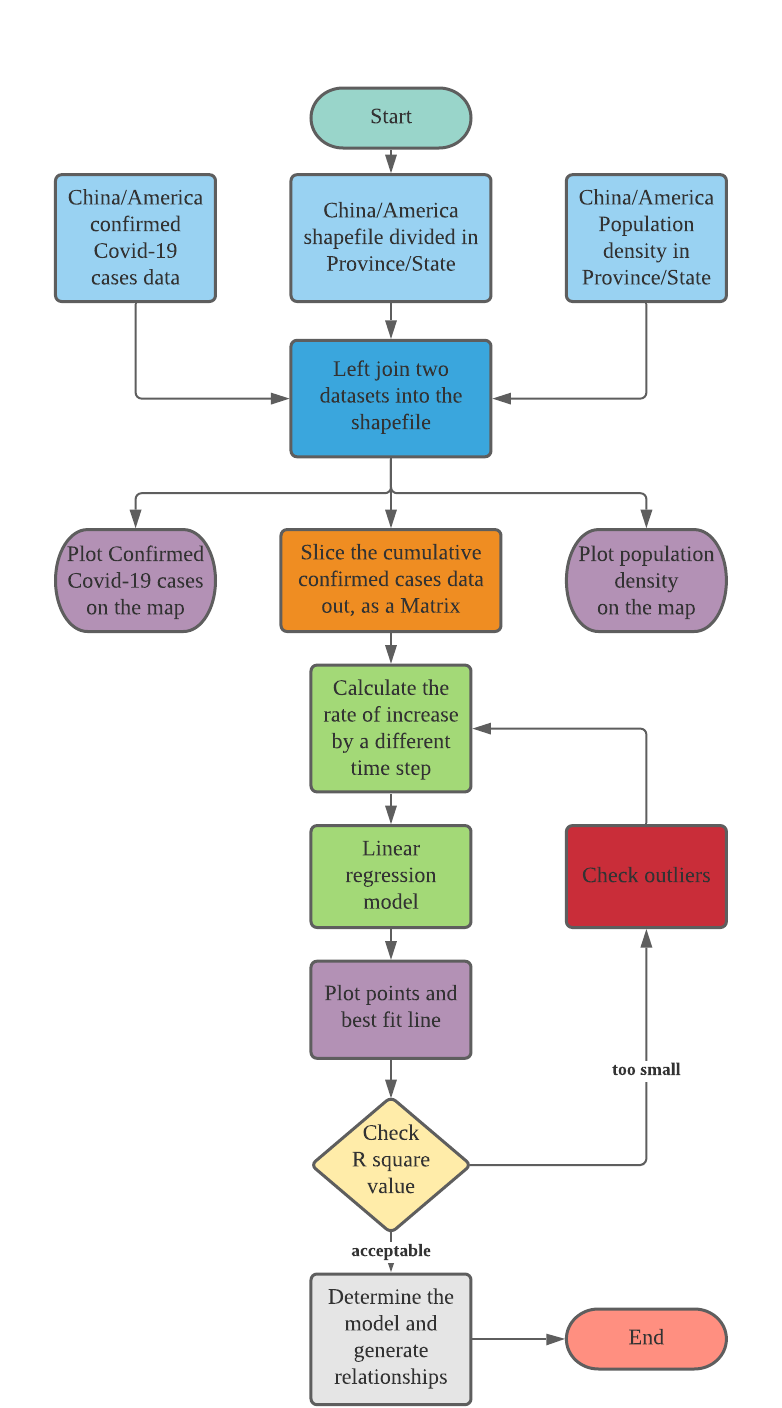 Start
China/America
confirmed
Covid-19
cases data
China/America
shapefile divided in
Province/State
China/America
Population
density in
Province/State
Left join two
datasets into the
shapefile
Plot Confirmed
Covid-19 cases
on the map
Slice the cumulative
confirmed cases data
out, as a Matrix
Plot population
density
on the map
Calculate the
rate of increase
by a different
time step
Linear
regression
model
Check outliers
Plot points and
best fit line
too small
Check
R square
value
acceptable
Determine the
model and
generate
relationships
End